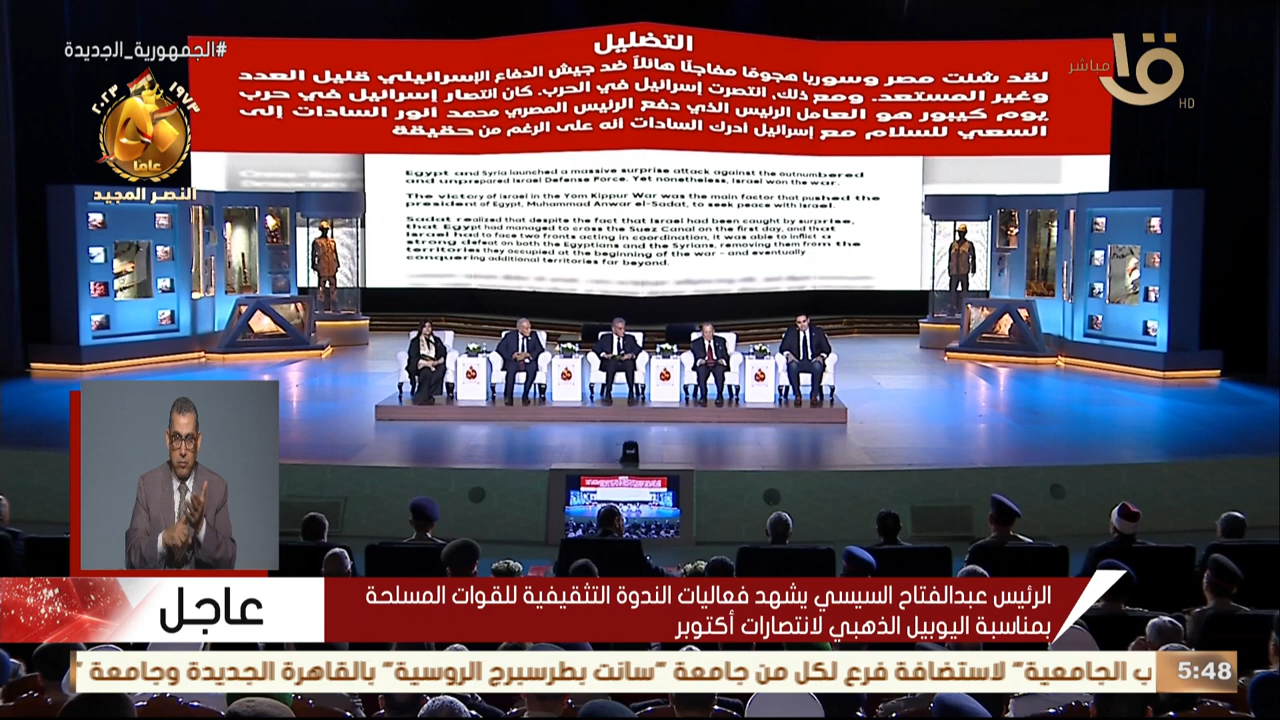 #الجمهورية_الجديدة
١٩٧٣
٢٠٢٣
عامًا
النصر المجيد
مباشر
HD
التضليل
لقد شنت مصر وسوريا هجومًا مفاجئًا هائلاً ضد جيش الدفاع الإسرائيلي قليل العدد
وغير المستعد. ومع ذلك، انتصرت إسرائيل في الحرب. كان انتصار إسرائيل في حرب
يوم كيبور هو العامل الرئيس الذي دفع الرئيس المصري محمد أنور السادات إلى
السعي للسلام مع إسرائيل أدرك السادات أنه على الرغم من حقيقة
Egypt and Syria launched a massive surprise attack against the outnumbered
and unprepared Israel Defense Force. Yet nonetheless, Israel won the war.
The victory of Israel in the Yom Kippur War was the main factor that pushed the
president of Egypt, Muhammad Anwar el-Sadat, to seek peace with Israel.
Sadat realized that despite the fact that Israel had been caught by surprise,
that Egypt had managed to cross the Suez Canal on the first day, and that
Israel had to face two fronts acting in coordination, it was able to inflict a
strong defeat on both the Egyptians and the Syrians, removing them from the
territories they occupied at the beginning of the war – and eventually
conquering additional territories far beyond.
عاجل
الرئيس عبدالفتاح السيسي يشهد فعاليات الندوة التثقيفية للقوات المسلحة
بمناسبة اليوبيل الذهبي لانتصارات أكتوبر
5:48
ب الجامعية" لاستضافة فرع لكل من جامعة "سانت بطرسبرج الروسية" بالقاهرة الجديدة وجامعة "